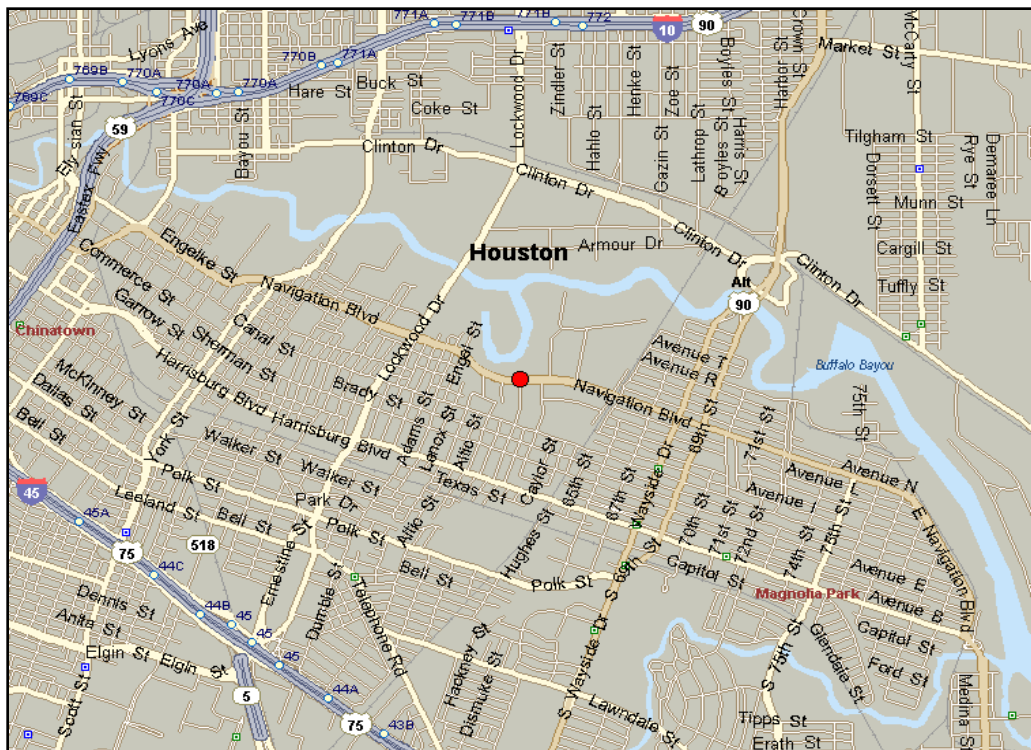 771A
771B
771B
772
10
90
Lyons Ave
770B
771A
769B
770A
770A
770A
769C
770C
Hare St
Buck St
Coke St
Lockwood Dr
Zindler St
Henke St
Zoe St
Boyles St
Harbor St
Crown St
Market St
McCarty St
59
Elysian St
Eastex Fwy
Bayou St
Clinton Dr
Clinton Dr
Hahlo St
Gazin St
Lathrop St
Boyles St
Harris St
Tilgham St
Dorsett St
Rye St
Demaree Ln
Munn St
Cargill St
Tuffly St
Houston
Armour Dr
Clinton Dr
Clinton Dr
Alt
90
Engelke St
Commerce St
Navigation Blvd
Garrow St
Sherman St
Canal St
Chinatown
Harrisburg Blvd
Harrisburg Blvd
Lockwood Dr
Engel St
Brady St
McKinney St
Dallas St
Bell St
York St
Walker St
Walker St
Adams St
Lenox St
Attic St
Navigation Blvd
Avenue T
Avenue R
Buffalo Bayou
75th St
69th St
71st St
Avenue N
Avenue L
Avenue I
Caylor St
65th St
67th St
Texas St
Polk St
Park Dr
Leeland St
Bell St
Polk St
Attic St
Hughes St
Bell St
Polk St
S Wayside Dr
S 69th St
70th St
71st St
72nd St
74th St
75th St
Capitol St
Avenue E
Avenue B
E Navigation Blvd
Magnolia Park
45
45A
75
518
44C
44B
45
45
45
Ernestine St
Dumble St
Telephone Rd
Dennis St
Anita St
Elgin St
Elgin St
Scott St
5
44A
75
43B
Hackney St
Dismuke St
S Wayside Dr
Lawndale St
S 75th St
Glendale St
Capitol St
Ford St
Medina St
Tipps St
Erath St